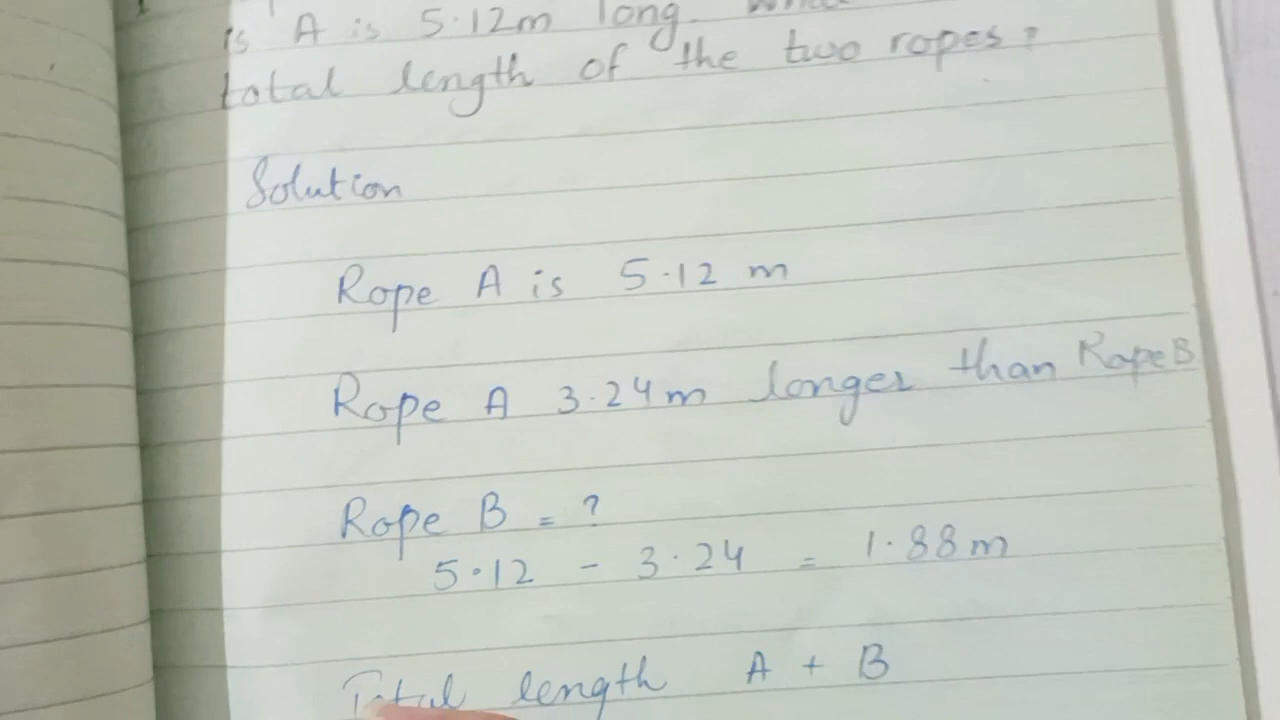 is A is 5.12m long.
total length of the two ropes?
Solution
Rope A is 5.12 m
Rope A 3.24m longer than Rope B
Rope B = ?
5.12 - 3.24 = 1.88m
Total length A + B